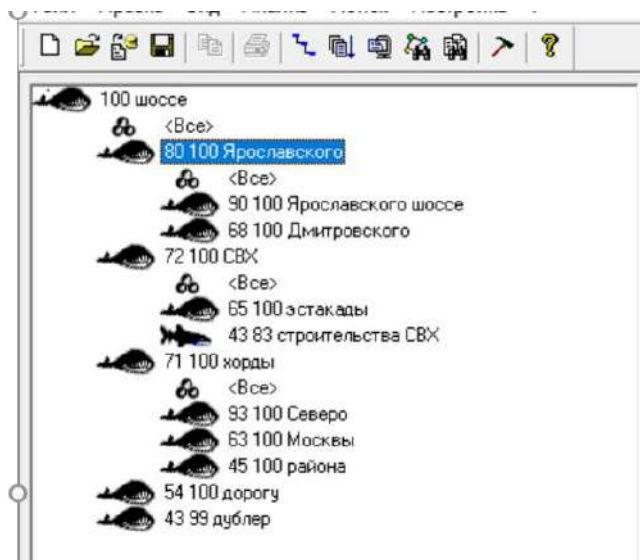 100 шоссе
<Все>
80 100 Ярославского
<Все>
90 100 Ярославского шоссе
68 100 Дмитровского
72 100 СВХ
<Все>
65 100 эстакады
43 83 строительства СВХ
71 100 хорды
<Все>
93 100 Северо
63 100 Москвы
45 100 района
54 100 дорогу
43 99 дублер